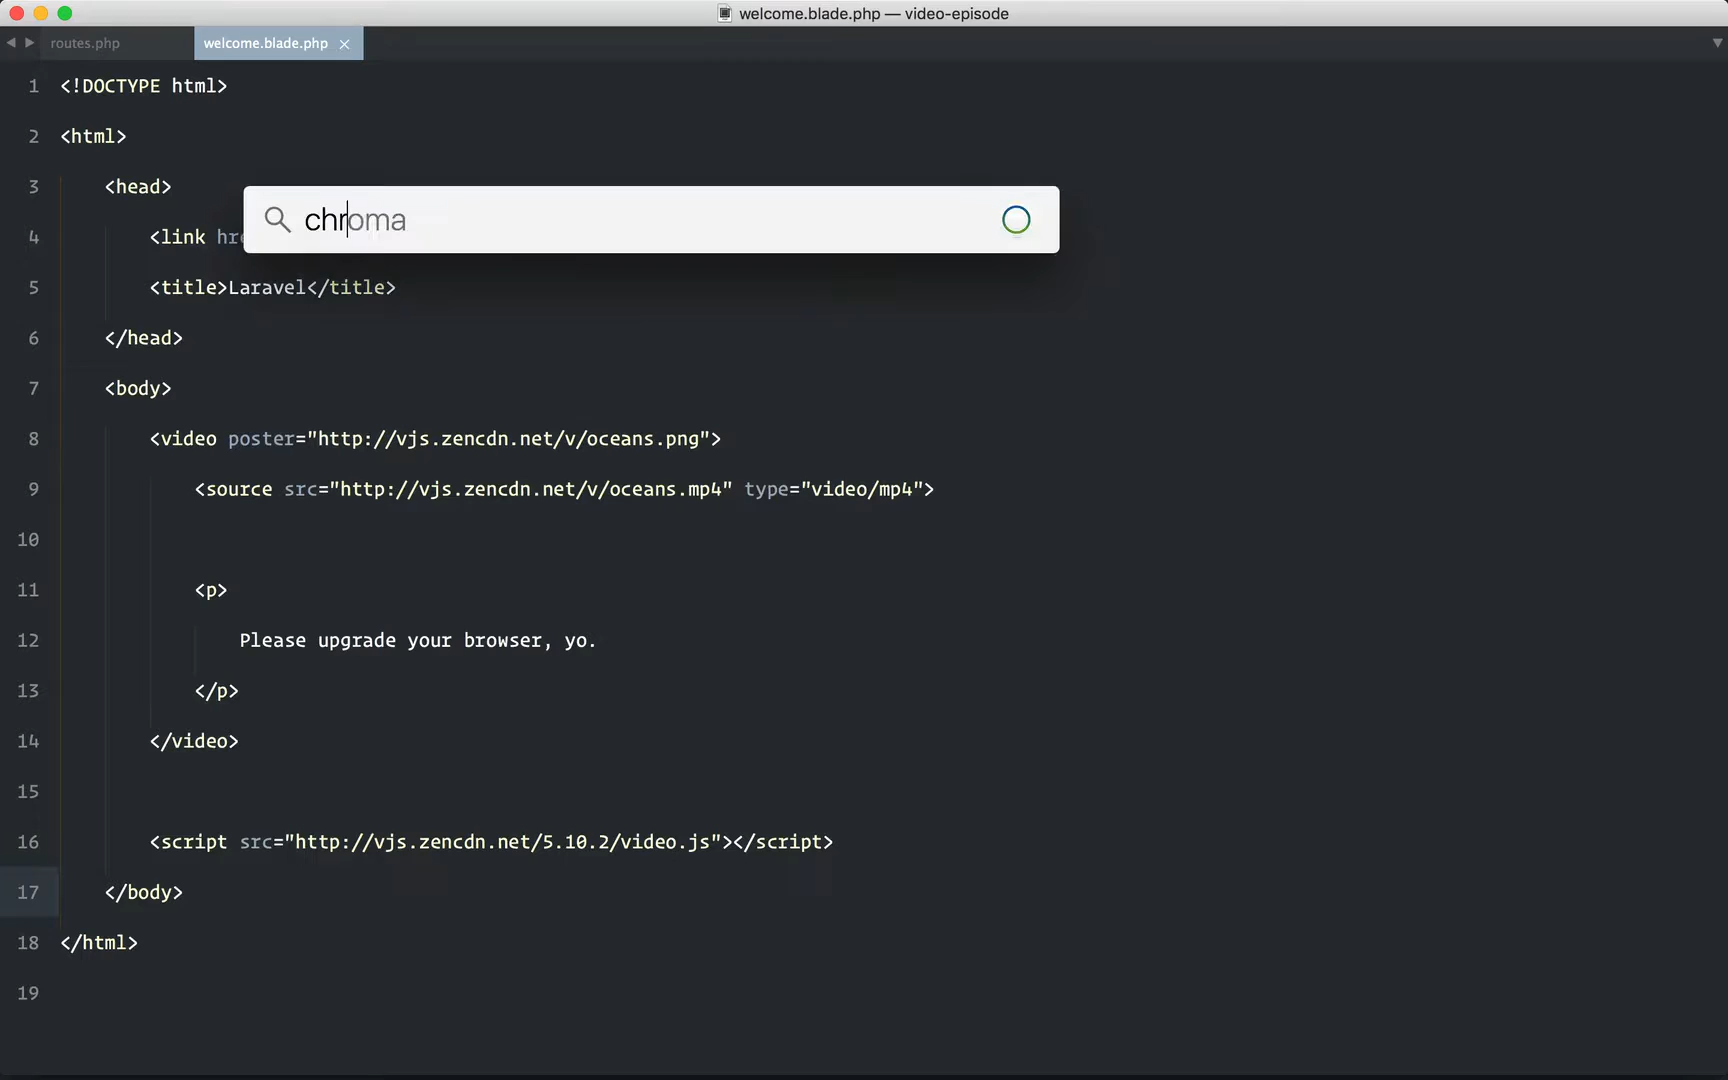 welcome.blade.php — video-episode
routes.php
welcome.blade.php
1 <!DOCTYPE html>
2 <html>
3 <head>
chroma
4 <link hre
5 <title>Laravel</title>
6 </head>
7 <body>
8 <video poster="http://vjs.zencdn.net/v/oceans.png">
9 <source src="http://vjs.zencdn.net/v/oceans.mp4" type="video/mp4">
10
11 <p>
12 Please upgrade your browser, yo.
13 </p>
14 </video>
15
16 <script src="http://vjs.zencdn.net/5.10.2/video.js"></script>
17 </body>
18 </html>
19